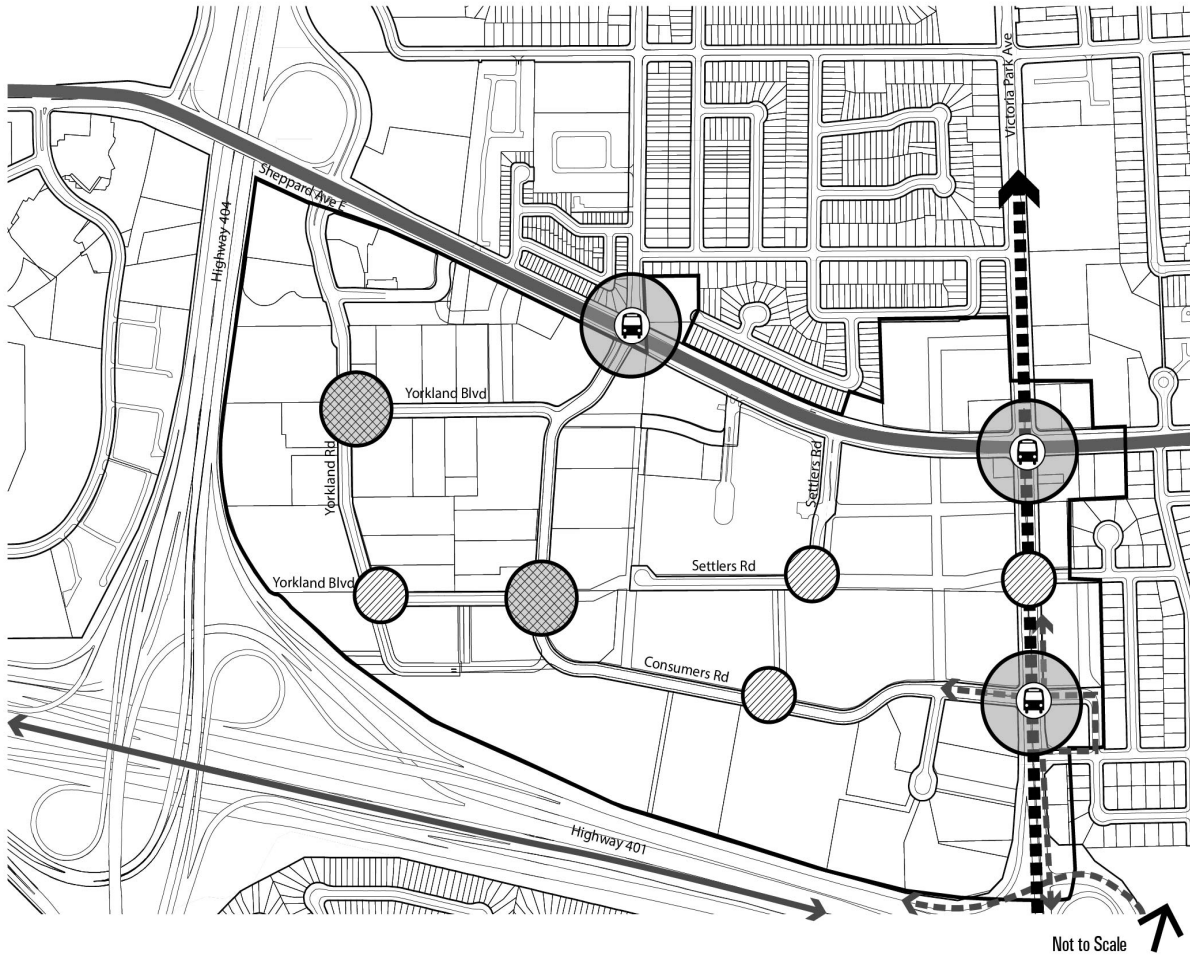 Victoria Park Ave
Sheppard Ave E
Highway 404
Yorkland Blvd
Yorkland Rd
Settlers Rd
Yorkland Blvd
Settlers Rd
Consumers Rd
Highway 401
Not to Scale